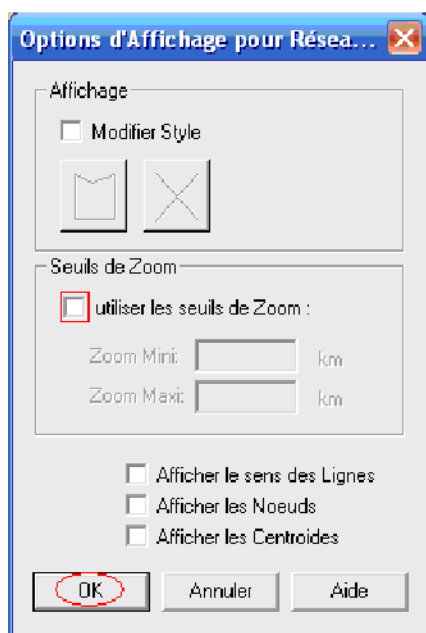 Options d'Affichage pour Résea...
Affichage
Modifier Style
Seuils de Zoom
utiliser les seuils de Zoom :
Zoom Mini: km
Zoom Maxi: km
Afficher le sens des Lignes
Afficher les Noeuds
Afficher les Centroides
OK Annuler Aide